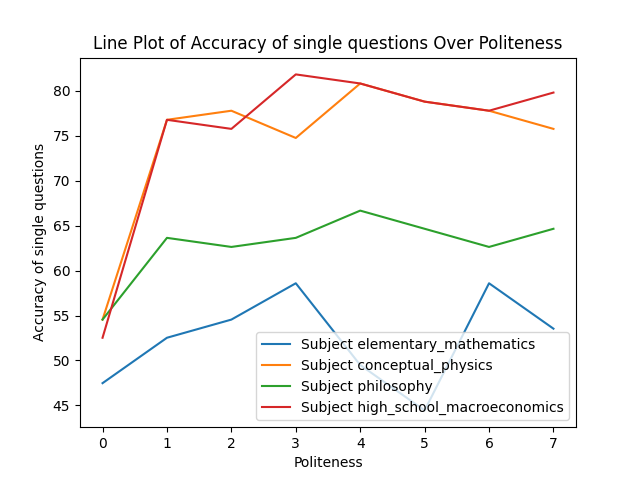 Line Plot of Accuracy of single questions Over Politeness
Accuracy of single questions
80
75
70
65
60
55
50
45
Subject elementary_mathematics
Subject conceptual_physics
Subject philosophy
Subject high_school_macroeconomics
0 1 2 3 4 5 6 7
Politeness